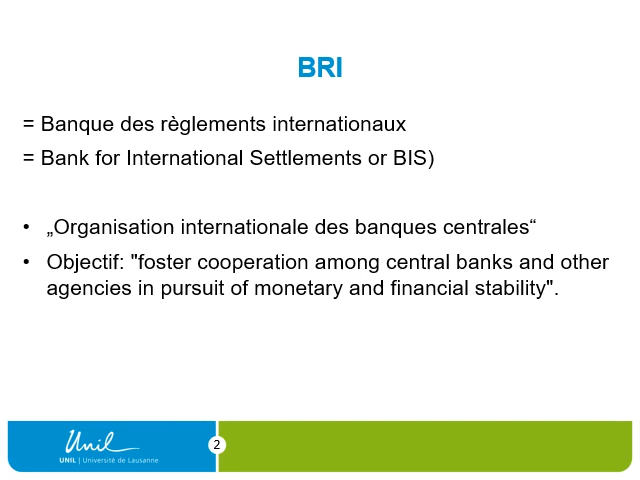 BRI
= Banque des règlements internationaux
= Bank for International Settlements or BIS)
• „Organisation internationale des banques centrales“
• Objectif: "foster cooperation among central banks and other
agencies in pursuit of monetary and financial stability".
Unil
UNIL | Université de Lausanne
2